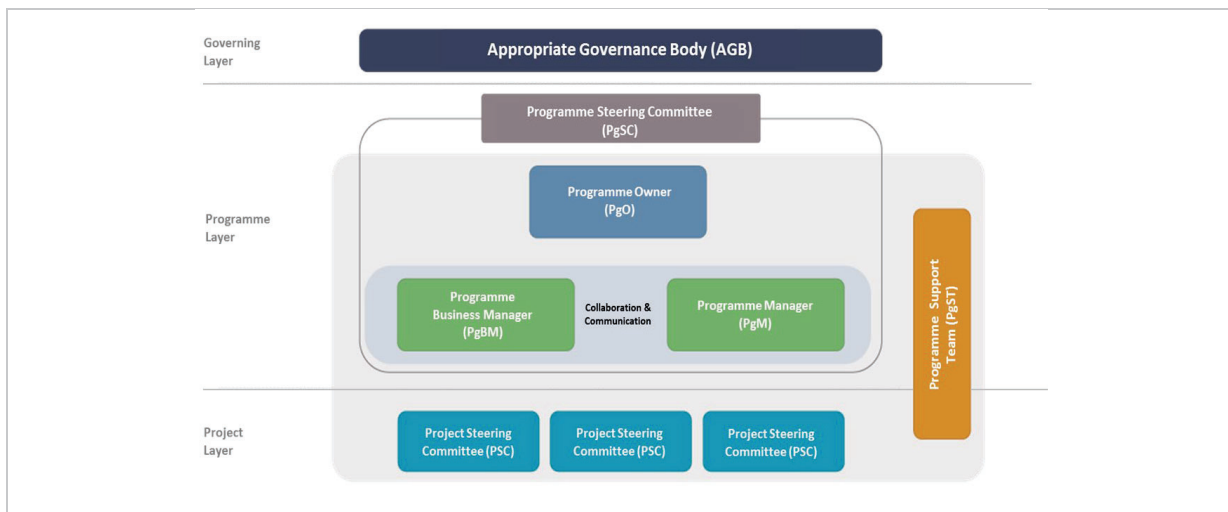 Governing
Layer
Appropriate Governance Body (AGB)
Programme Steering Committee
(PgSC)
Programme Owner
(PgO)
Programme
Layer
Programme
Business Manager
(PgBM)
Collaboration &
Communication
Programme Manager
(PgM)
Programme Support
Team (PgST)
Project
Layer
Project Steering
Committee (PSC)
Project Steering
Committee (PSC)
Project Steering
Committee (PSC)